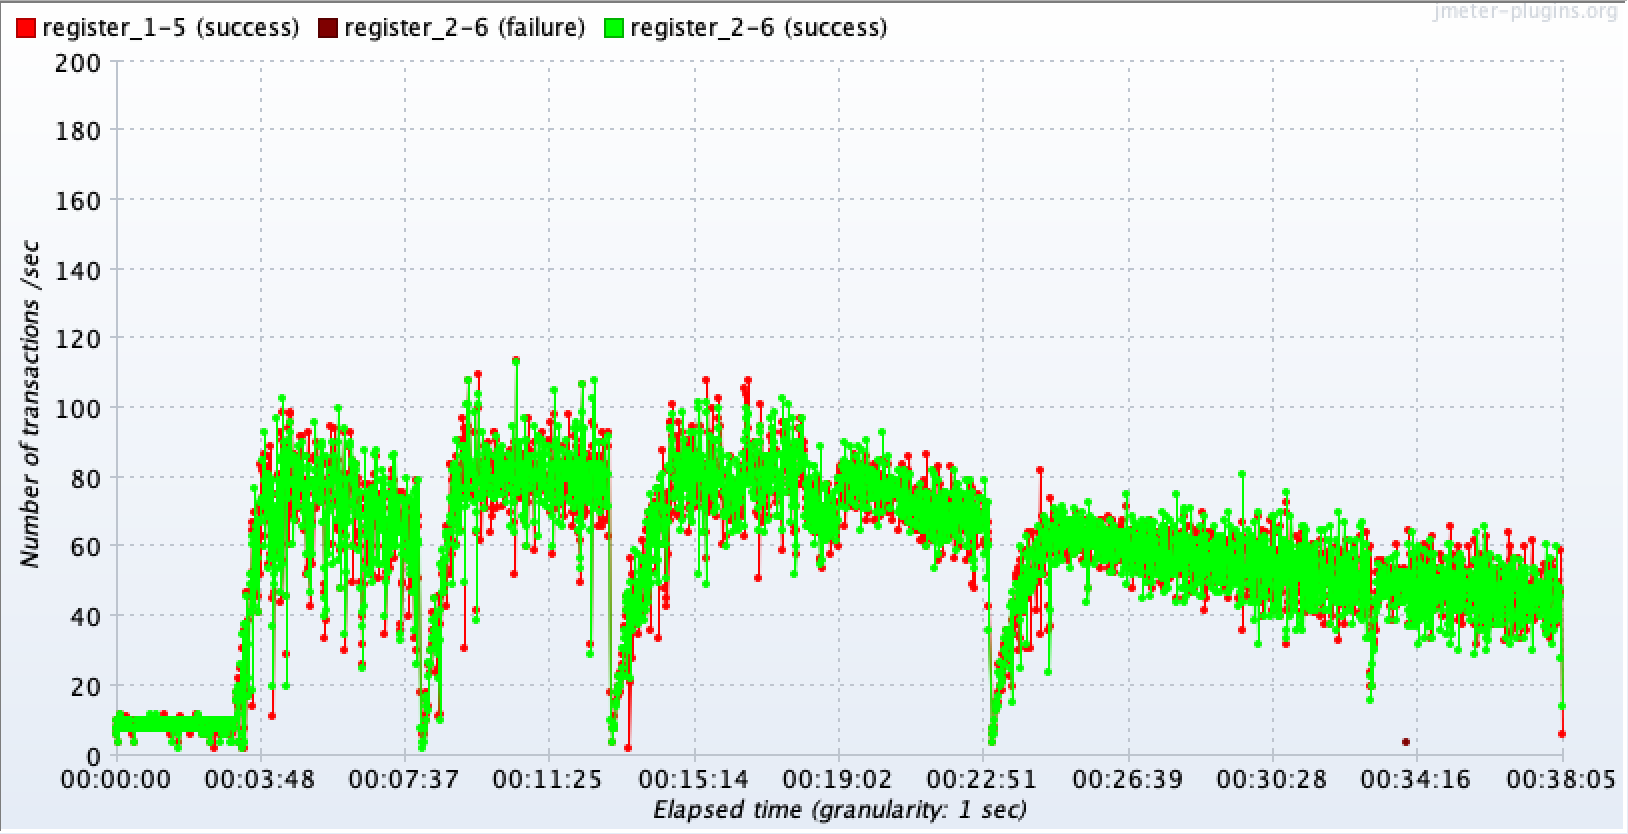 jmeter-plugins.org
register_1-5 (success) register_2-6 (failure) register_2-6 (success)
200
180
160
140
120
100
80
60
40
20
0
Number of transactions /sec
00:00:00 00:03:48 00:07:37 00:11:25 00:15:14 00:19:02 00:22:51 00:26:39 00:30:28 00:34:16 00:38:05
Elapsed time (granularity: 1 sec)